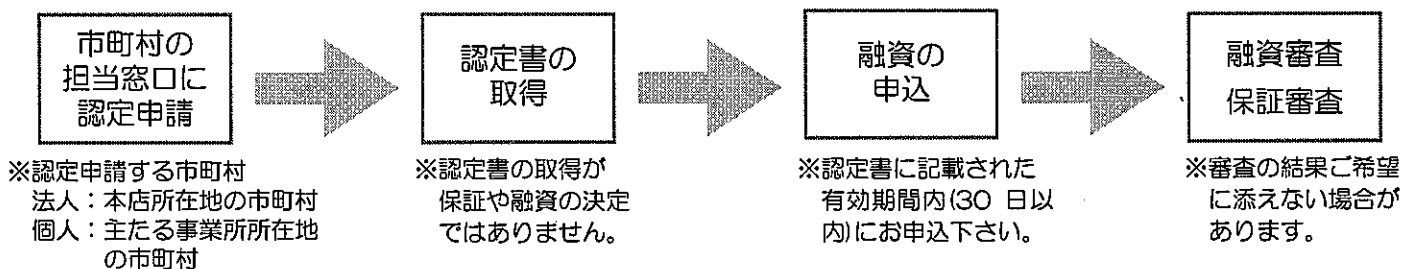 市町村の
担当窓口に
認定申請
認定書の
取得
融資の
申込
融資審査
保証審査
※認定申請する市町村
法人：本店所在地の市町村
個人：主たる事業所所在地
の市町村
※認定書の取得が
保証や融資の決定
ではありません。
※認定書に記載された
有効期間内(30 日以
内)にお申込下さい。
※審査の結果ご希望
に添えない場合が
あります。